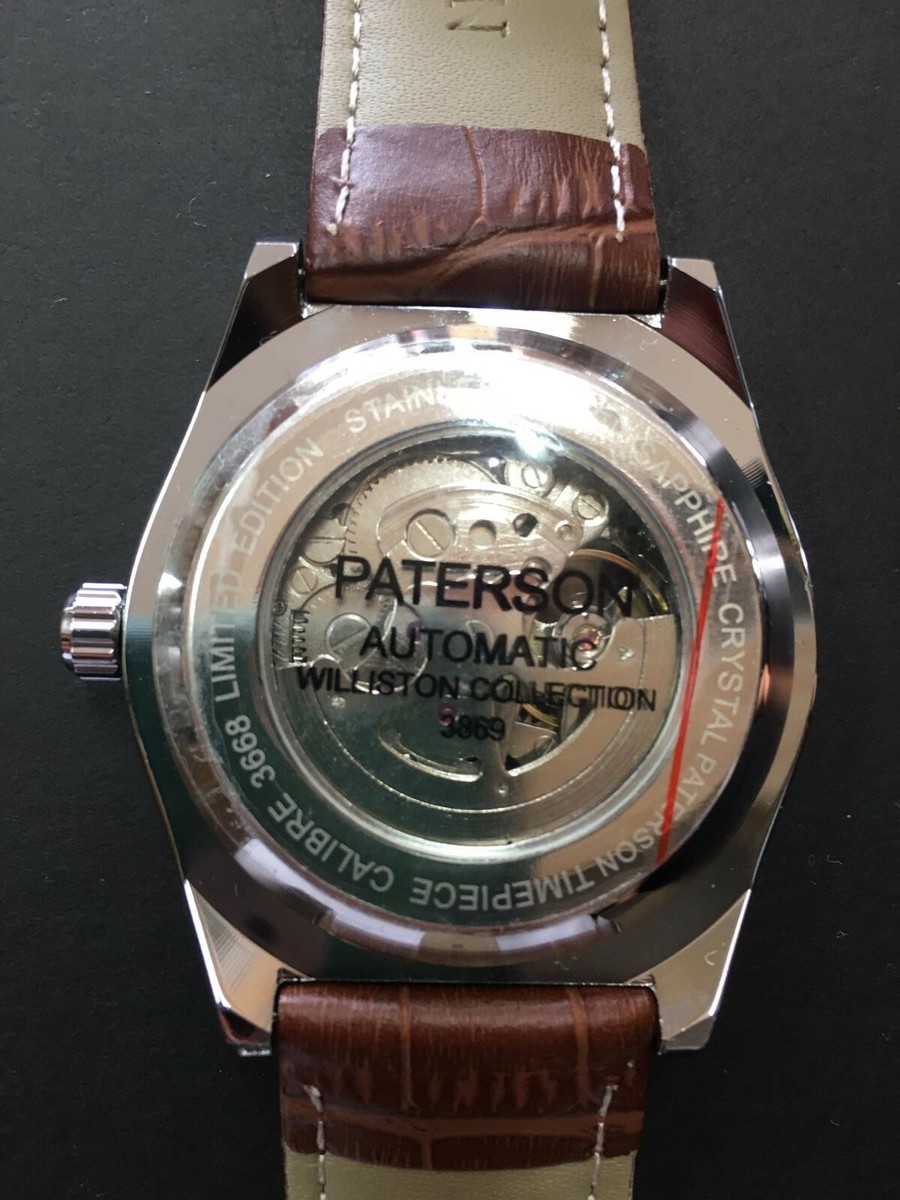 PATERSON
AUTOMATIC
WILLISTON COLLECTION
3869
SAPPHIRE CRYSTAL PATERSON TIMEPIECE CALIBRE 3668 LIMITED EDITION